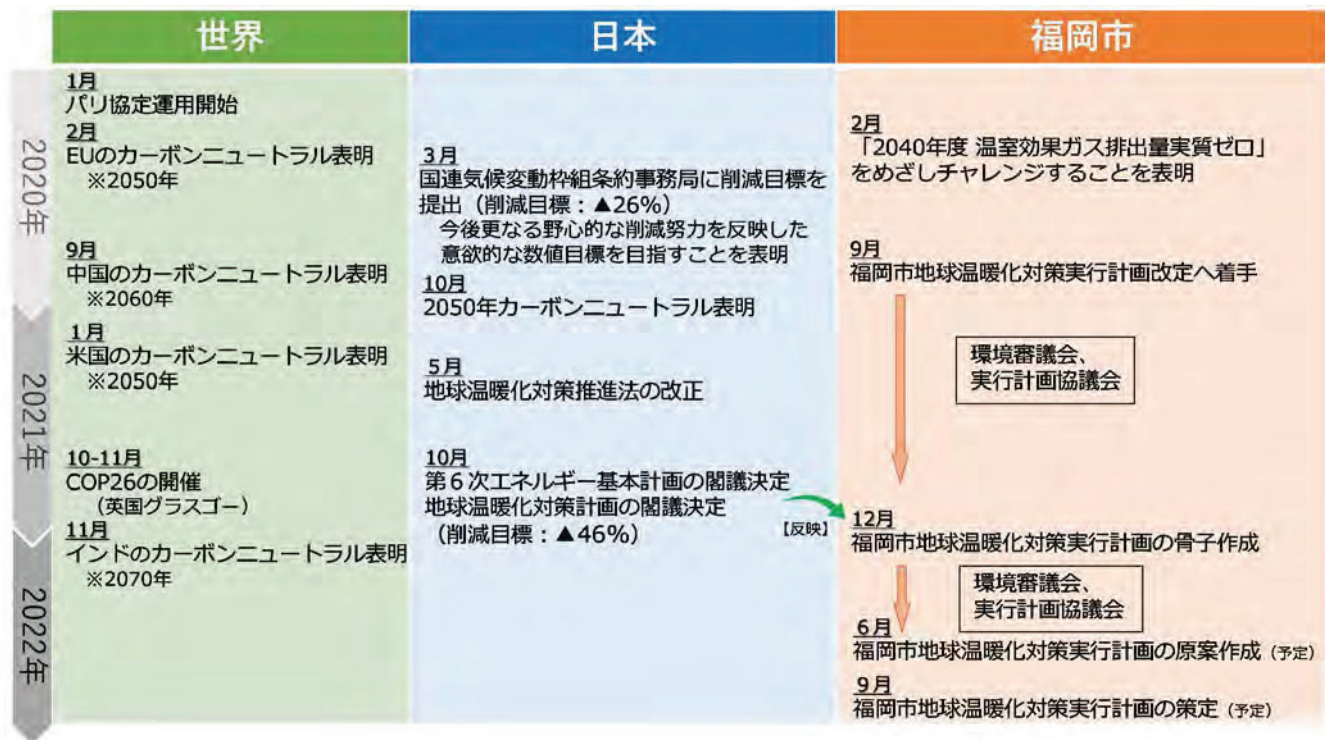 世界
日本
福岡市
2020年
2021年
2022年
1月
パリ協定運用開始
2月
EUのカーボンニュートラル表明
※2050年
9月
中国のカーボンニュートラル表明
※2060年
1月
米国のカーボンニュートラル表明
※2050年
10-11月
COP26の開催
（英国グラスゴー）
11月
インドのカーボンニュートラル表明
※2070年
3月
国連気候変動枠組条約事務局に削減目標を
提出（削減目標：▲26%）
今後更なる野心的な削減努力を反映した
意欲的な数値目標を目指すことを表明
10月
2050年カーボンニュートラル表明
5月
地球温暖化対策推進法の改正
10月
第6次エネルギー基本計画の閣議決定
地球温暖化対策計画の閣議決定
（削減目標：▲46%）
【反映】
2月
「2040年度 温室効果ガス排出量実質ゼロ」
をめざしチャレンジすることを表明
9月
福岡市地球温暖化対策実行計画改定へ着手
環境審議会、
実行計画協議会
12月
福岡市地球温暖化対策実行計画の骨子作成
環境審議会、
実行計画協議会
6月
福岡市地球温暖化対策実行計画の原案作成（予定）
9月
福岡市地球温暖化対策実行計画の策定（予定）